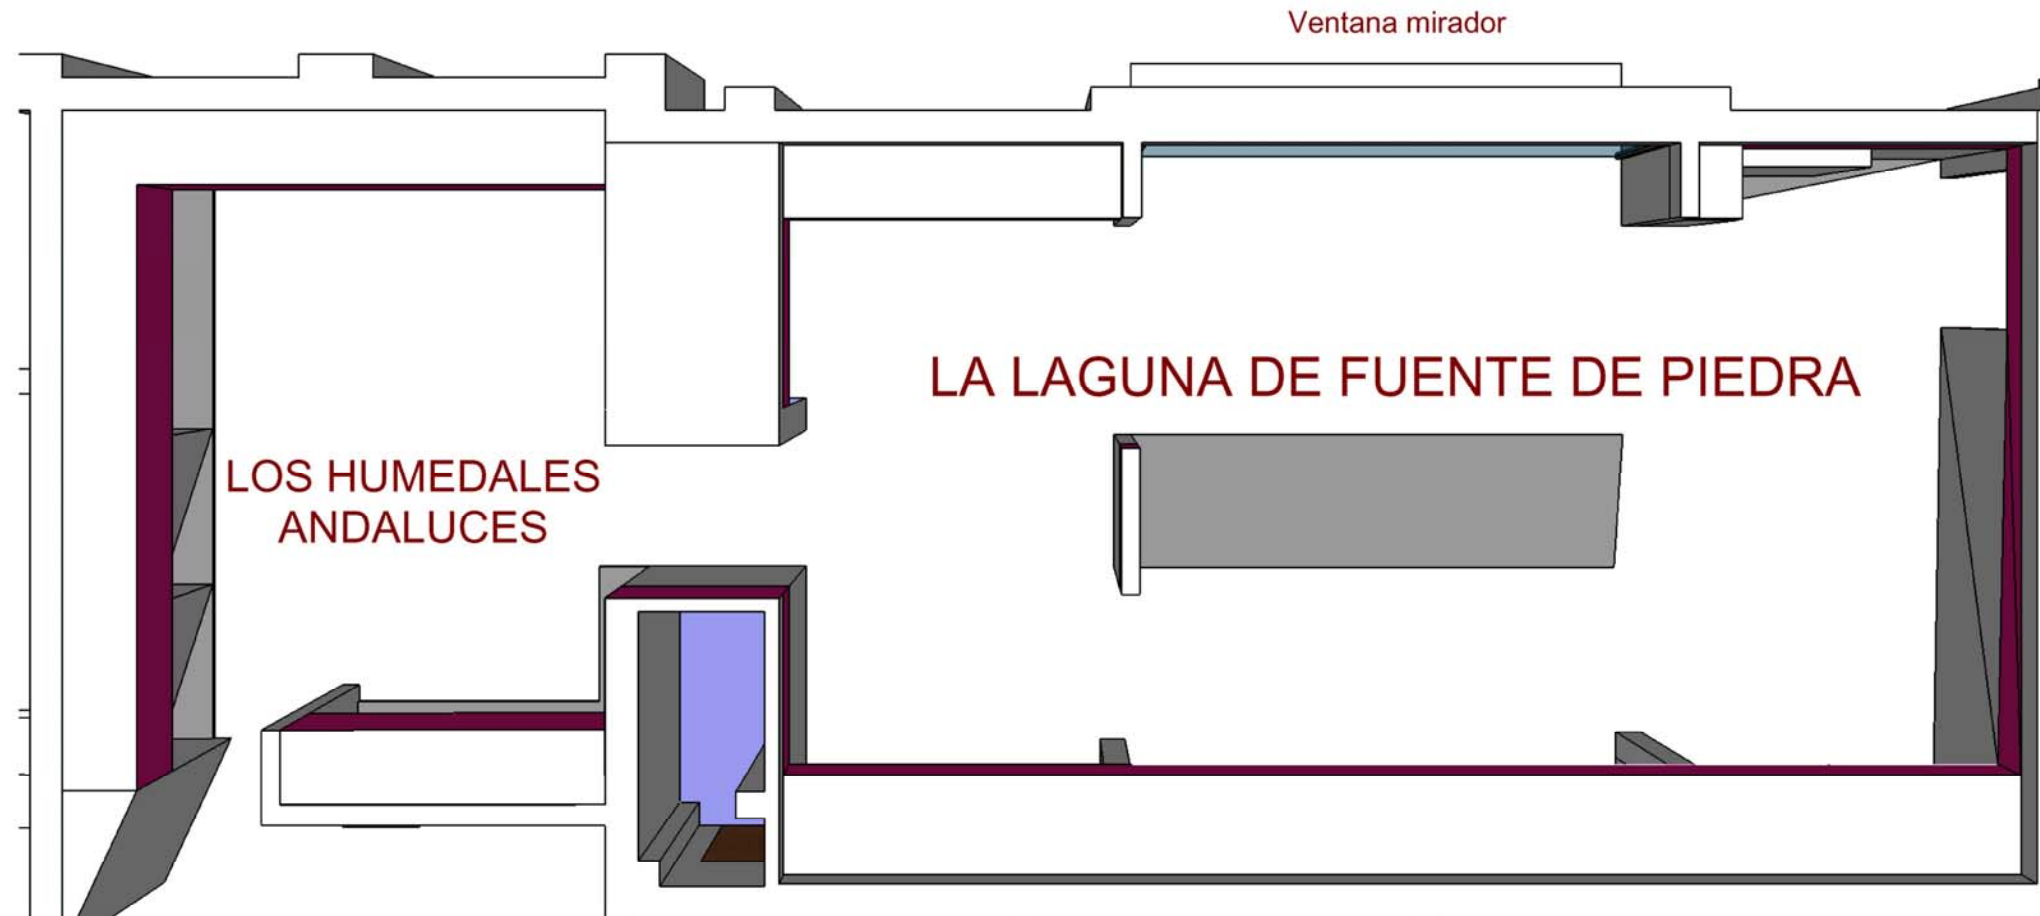 Ventana mirador
LA LAGUNA DE FUENTE DE PIEDRA
LOS HUMEDALES
ANDALUCES